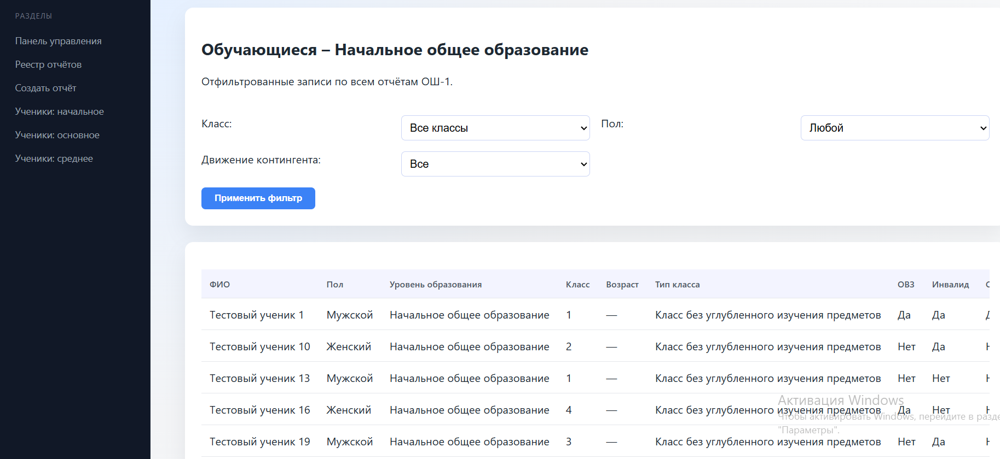 РАЗДЕЛЫ
Панель управления
Реестр отчётов
Создать отчёт
Ученики: начальное
Ученики: основное
Ученики: среднее
Обучающиеся – Начальное общее образование
Отфильтрованные записи по всем отчётам ОШ-1.
Класс: Все классы Пол: Любой
Движение контингента: Все
Применить фильтр
ФИО Пол Уровень образования Класс Возраст Тип класса ОВЗ Инвалид
Тестовый ученик 1 Мужской Начальное общее образование 1 — Класс без углубленного изучения предметов Да Да
Тестовый ученик 10 Женский Начальное общее образование 2 — Класс без углубленного изучения предметов Нет Да
Тестовый ученик 13 Мужской Начальное общее образование 1 — Класс без углубленного изучения предметов Нет Нет
Тестовый ученик 16 Женский Начальное общее образование 4 — Класс без углубленного изучения предметов Да Нет
Тестовый ученик 19 Мужской Начальное общее образование 3 — Класс без углубленного изучения предметов Нет Да
Активация Windows
Чтобы активировать Windows, перейдите в разде
"Параметры".